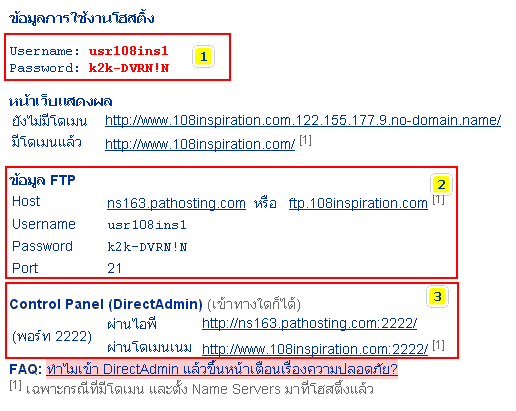 ข้อมูลการใช้งานโฮสติ้ง
Username: usr108ins1
Password: k2k-DVRN!N
1
หน้าเว็บแสดงผล
ยังไม่มีโดเมน http://www.108inspiration.com.122.155.177.9.no-domain.name/
มีโดเมนแล้ว http://www.108inspiration.com/ [1]
ข้อมูล FTP
2
Host ns163.pathosting.com หรือ ftp.108inspiration.com [1]
Username usr108ins1
Password k2k-DVRN!N
Port 21
3
Control Panel (DirectAdmin) (เข้าทางใดก็ได้)
(พอร์ท 2222) ผ่านไอพี http://ns163.pathosting.com:2222/
ผ่านโดเมนเนม http://www.108inspiration.com:2222/ [1]
FAQ: ทำไมเข้า DirectAdmin แล้วขึ้นหน้าเตือนเรื่องความปลอดภัย?
[1] เฉพาะกรณีที่มีโดเมน และตั้ง Name Servers มาที่โฮสติ้งแล้ว